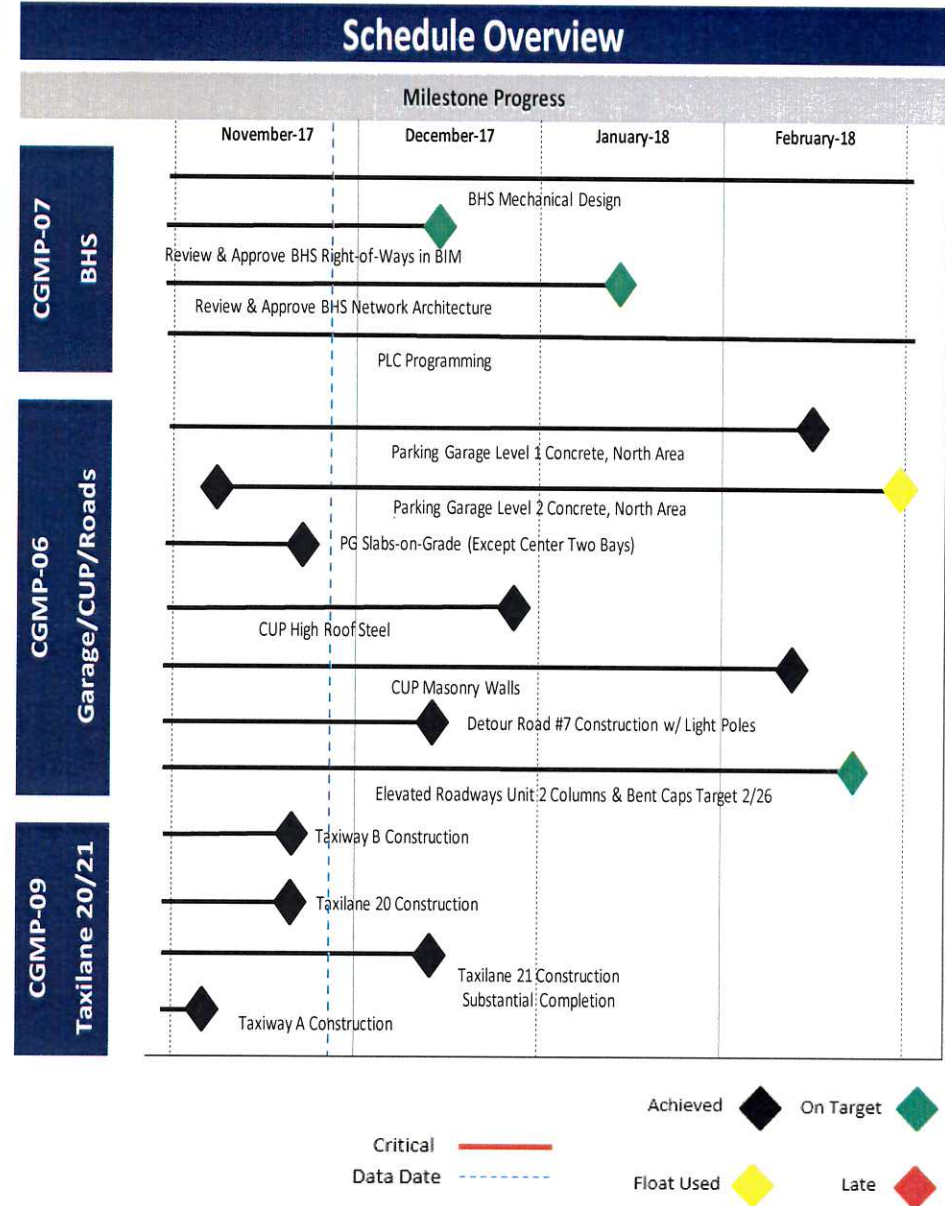 Schedule Overview
Milestone Progress
November-17
December-17
January-18
February-18
CGMP-07
BHS
BHS Mechanical Design
Review & Approve BHS Right-of-Ways in BIM
Review & Approve BHS Network Architecture
PLC Programming
CGMP-06
Garage/CUP/Roads
Parking Garage Level 1 Concrete, North Area
Parking Garage Level 2 Concrete, North Area
PG Slabs-on-Grade (Except Center Two Bays)
CUP High Roof Steel
CUP Masonry Walls
Detour Road #7 Construction w/ Light Poles
Elevated Roadways Unit 2 Columns & Bent Caps Target 2/26
CGMP-09
Taxilane 20/21
Taxiway B Construction
Taxilane 20 Construction
Taxilane 21 Construction
Substantial Completion
Taxiway A Construction
Achieved
On Target
Critical
Data Date
Float Used
Late